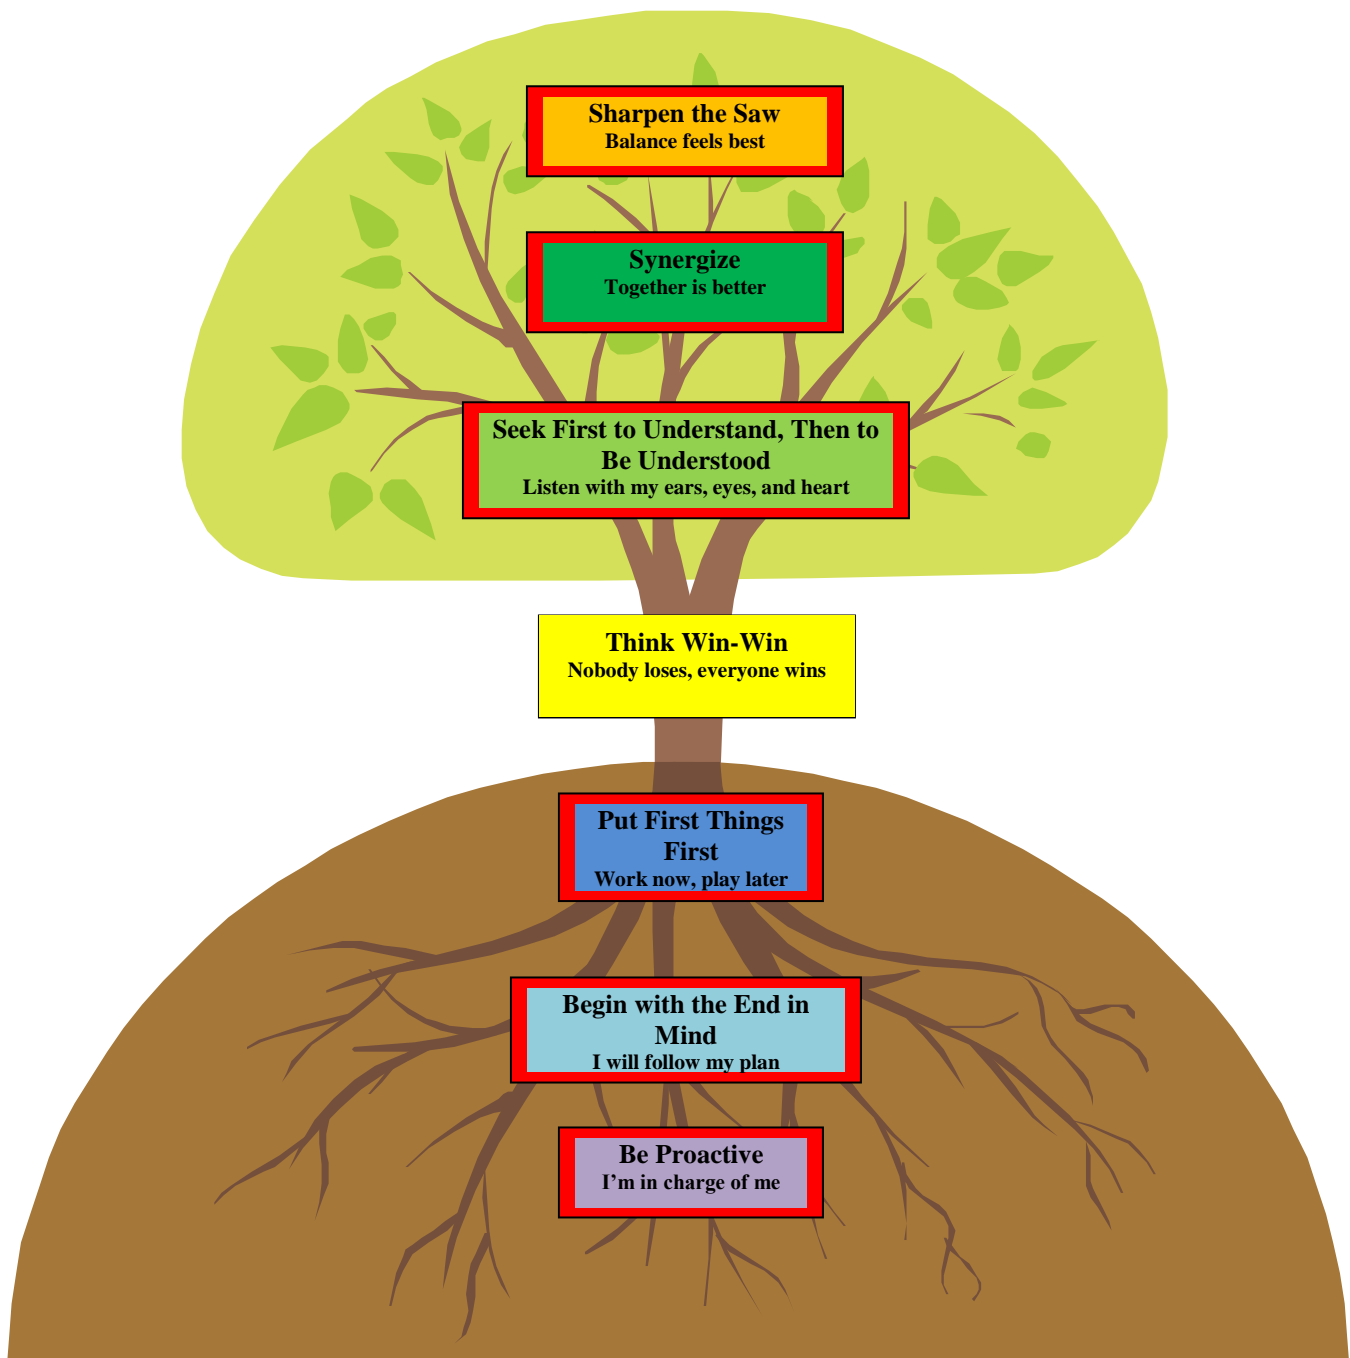 Sharpen the Saw
Balance feels best
Synergize
Together is better
Seek First to Understand, Then to
Be Understood
Listen with my ears, eyes, and heart
Think Win-Win
Nobody loses, everyone wins
Put First Things
First
Work now, play later
Begin with the End in
Mind
I will follow my plan
Be Proactive
I’m in charge of me